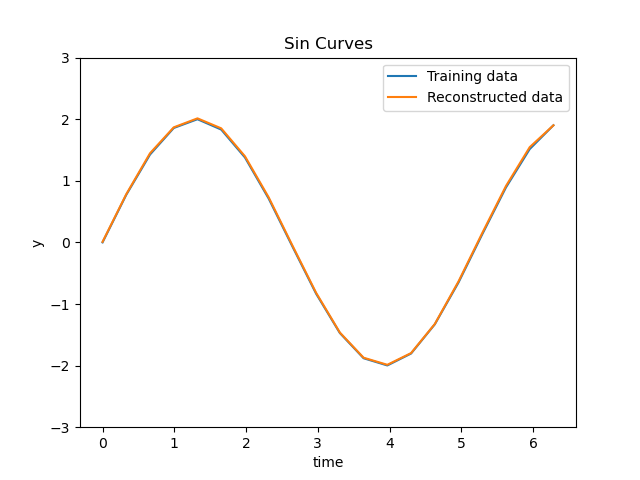 Sin Curves
Training data
Reconstructed data
3
2
1
0
−1
−2
−3
y
0 1 2 3 4 5 6
time